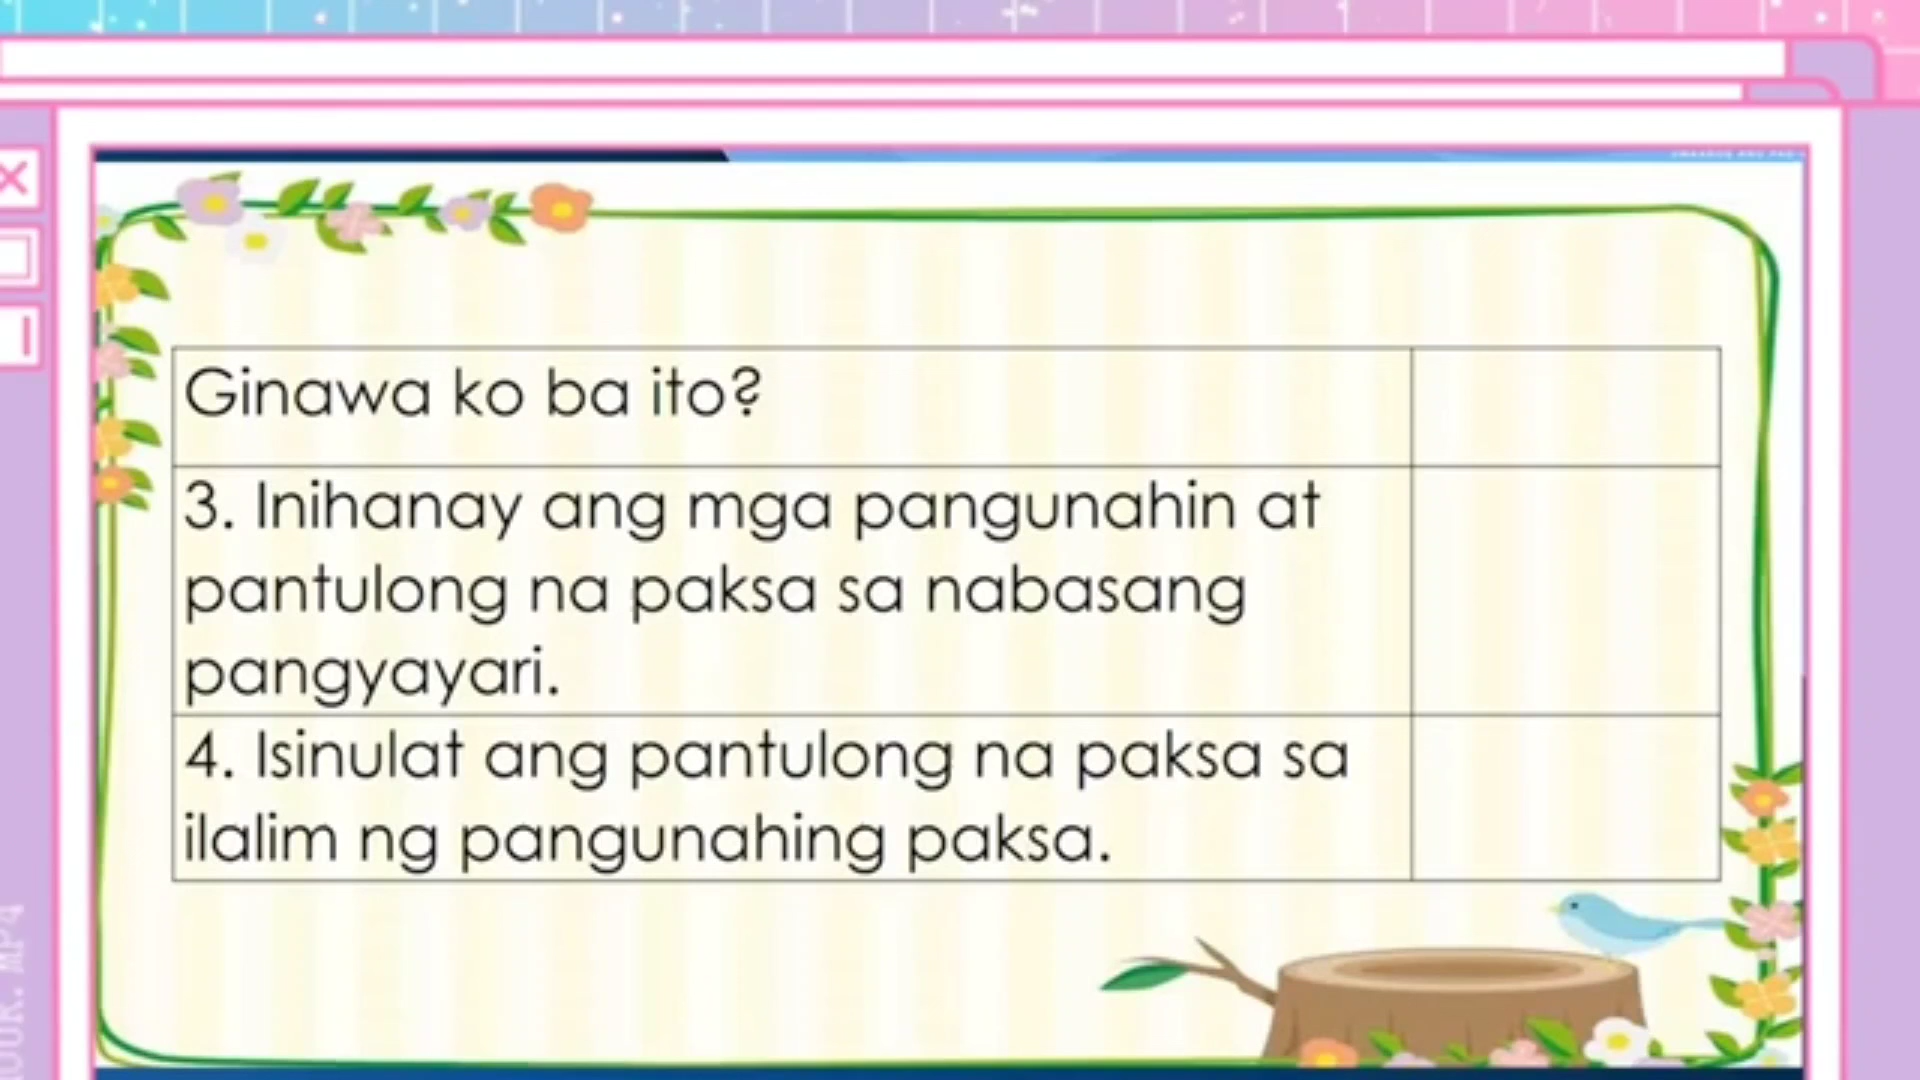 Ginawa ko ba ito?
3. Inihanay ang mga pangunahin at
pantulong na paksa sa nabasang
pangyayari.
4. Isinulat ang pantulong na paksa sa
ilalim ng pangunahing paksa.